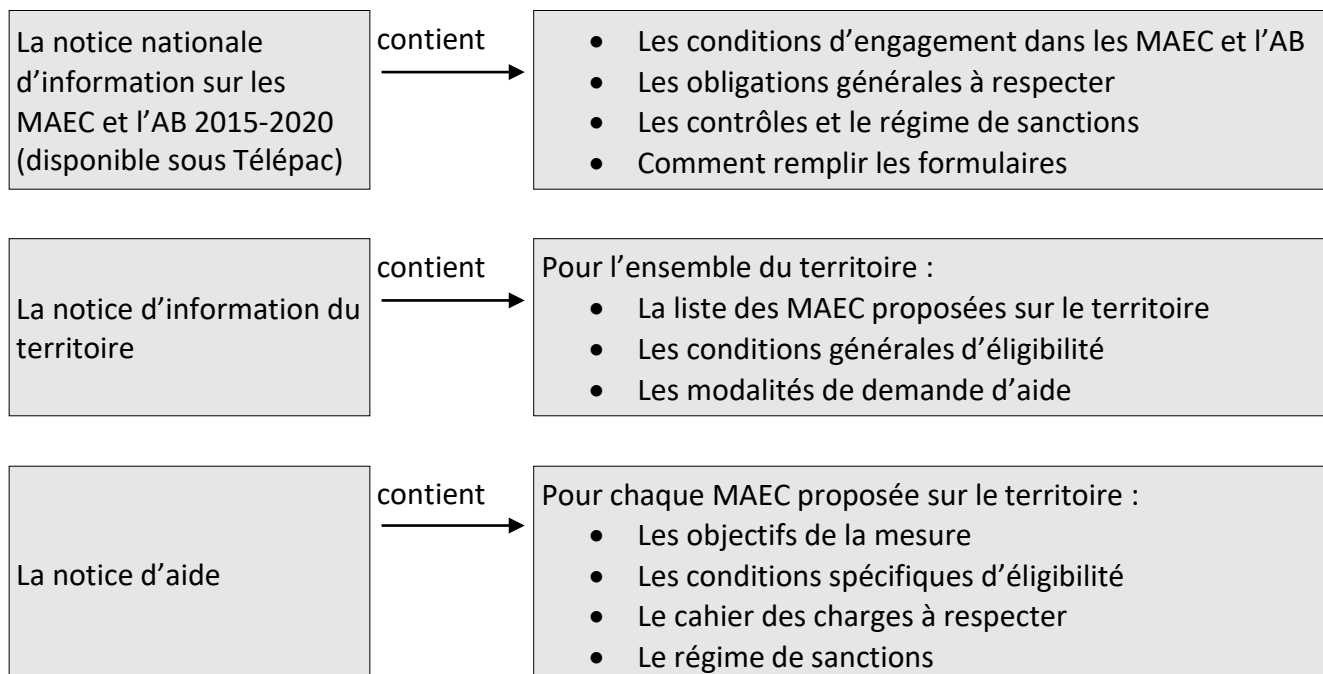 La notice nationale
d’information sur les
MAEC et l’AB 2015-2020
(disponible sous Télépac)
contient
• Les conditions d’engagement dans les MAEC et l’AB
• Les obligations générales à respecter
• Les contrôles et le régime de sanctions
• Comment remplir les formulaires
La notice d’information du
territoire
contient
Pour l’ensemble du territoire :
• La liste des MAEC proposées sur le territoire
• Les conditions générales d’éligibilité
• Les modalités de demande d’aide
La notice d’aide
contient
Pour chaque MAEC proposée sur le territoire :
• Les objectifs de la mesure
• Les conditions spécifiques d’éligibilité
• Le cahier des charges à respecter
• Le régime de sanctions